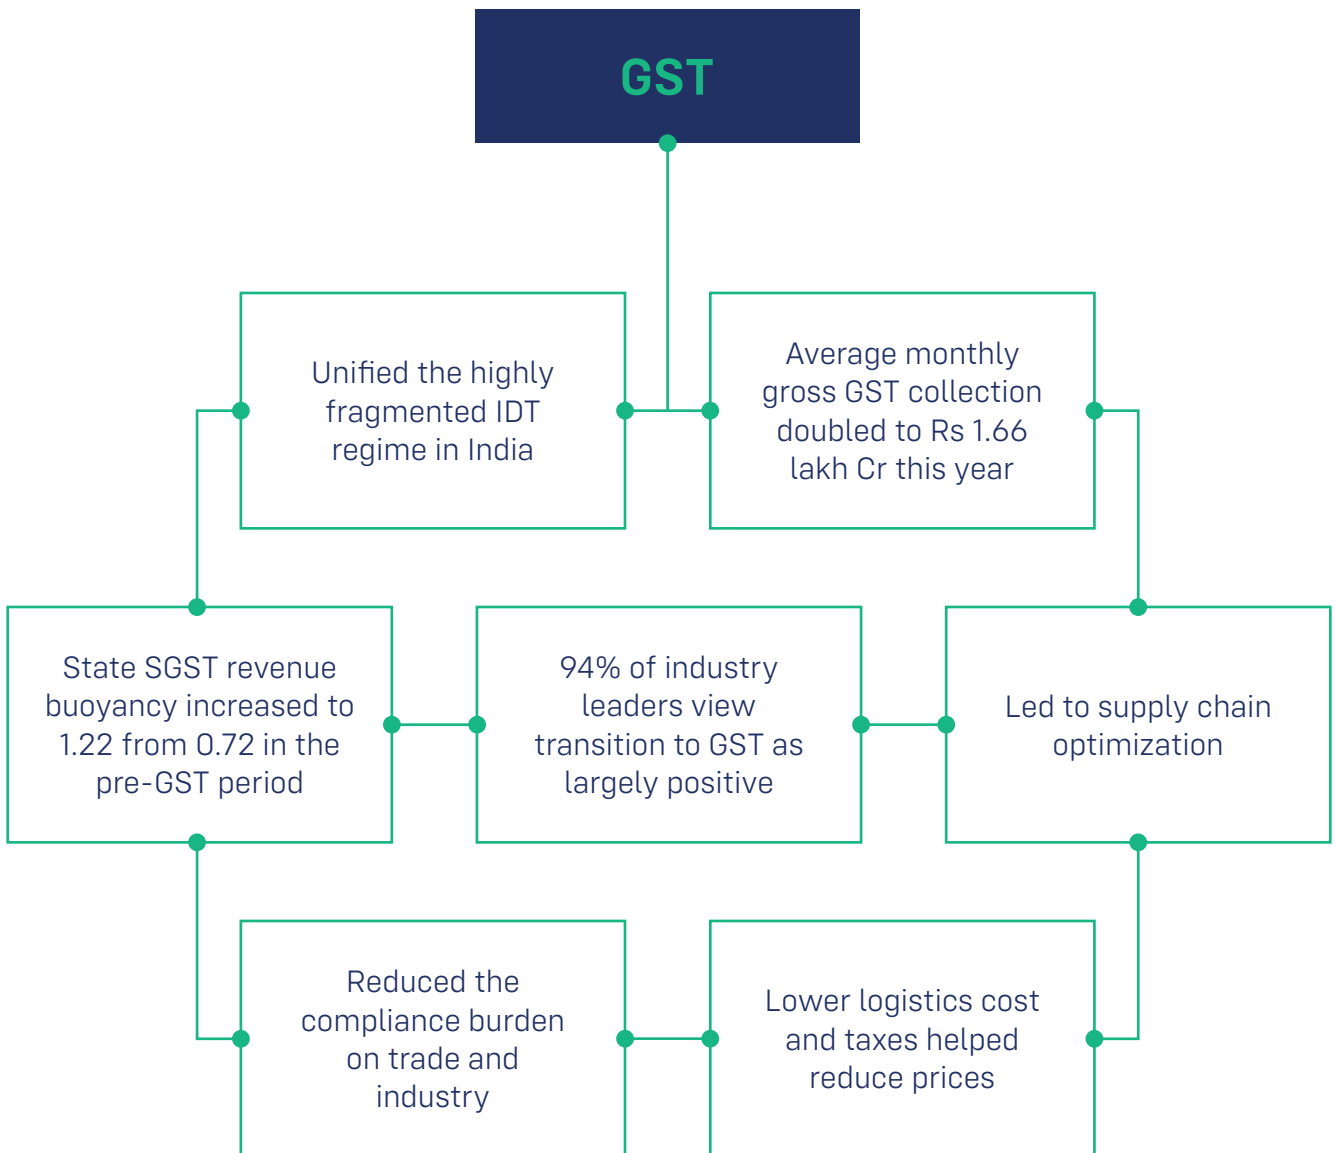 GST
Unified the highly
fragmented IDT
regime in India
Average monthly
gross GST collection
doubled to Rs 1.66
lakh Cr this year
State SGST revenue
buoyancy increased to
1.22 from 0.72 in the
pre-GST period
94% of industry
leaders view
transition to GST as
largely positive
Led to supply chain
optimization
Reduced the
compliance burden
on trade and
industry
Lower logistics cost
and taxes helped
reduce prices